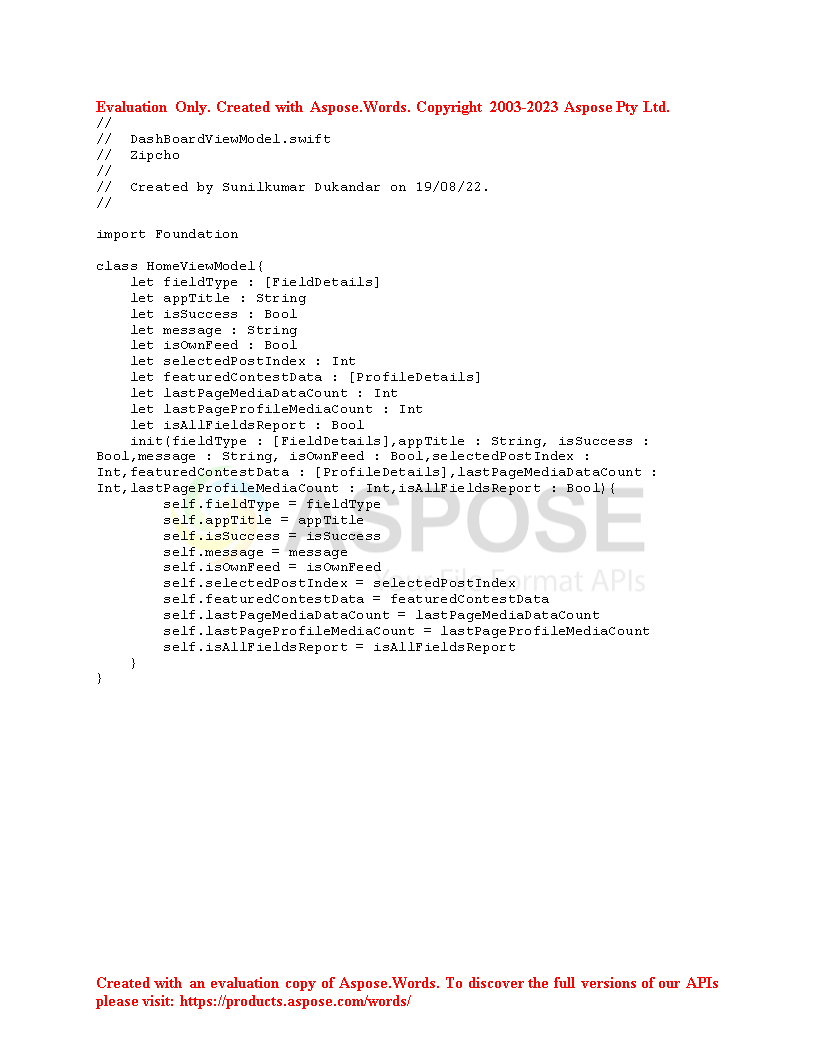 Evaluation Only. Created with Aspose.Words. Copyright 2003-2023 Aspose Pty Ltd.
//
//  DashBoardViewModel.swift
//  Zipcho
//
//  Created by Sunilkumar Dukandar on 19/08/22.
//
import Foundation
class HomeViewModel{
    let fieldType : [FieldDetails]
    let appTitle : String
    let isSuccess : Bool
    let message : String
    let isOwnFeed : Bool
    let selectedPostIndex : Int
    let featuredContestData : [ProfileDetails]
    let lastPageMediaDataCount : Int
    let lastPageProfileMediaCount : Int
    let isAllFieldsReport : Bool
    init(fieldType : [FieldDetails],appTitle : String, isSuccess :
Bool,message : String, isOwnFeed : Bool,selectedPostIndex :
Int,featuredContestData : [ProfileDetails],lastPageMediaDataCount :
Int,lastPageProfileMediaCount : Int,isAllFieldsReport : Bool){
        self.fieldType = fieldType
        self.appTitle = appTitle
        self.isSuccess = isSuccess
        self.message = message
        self.isOwnFeed = isOwnFeed
        self.selectedPostIndex = selectedPostIndex
        self.featuredContestData = featuredContestData
        self.lastPageMediaDataCount = lastPageMediaDataCount
        self.lastPageProfileMediaCount = lastPageProfileMediaCount
        self.isAllFieldsReport = isAllFieldsReport
    }
}
ASPOSE
Your File Format APIs
Created with an evaluation copy of Aspose.Words. To discover the full versions of our APIs
please visit: https://products.aspose.com/words/